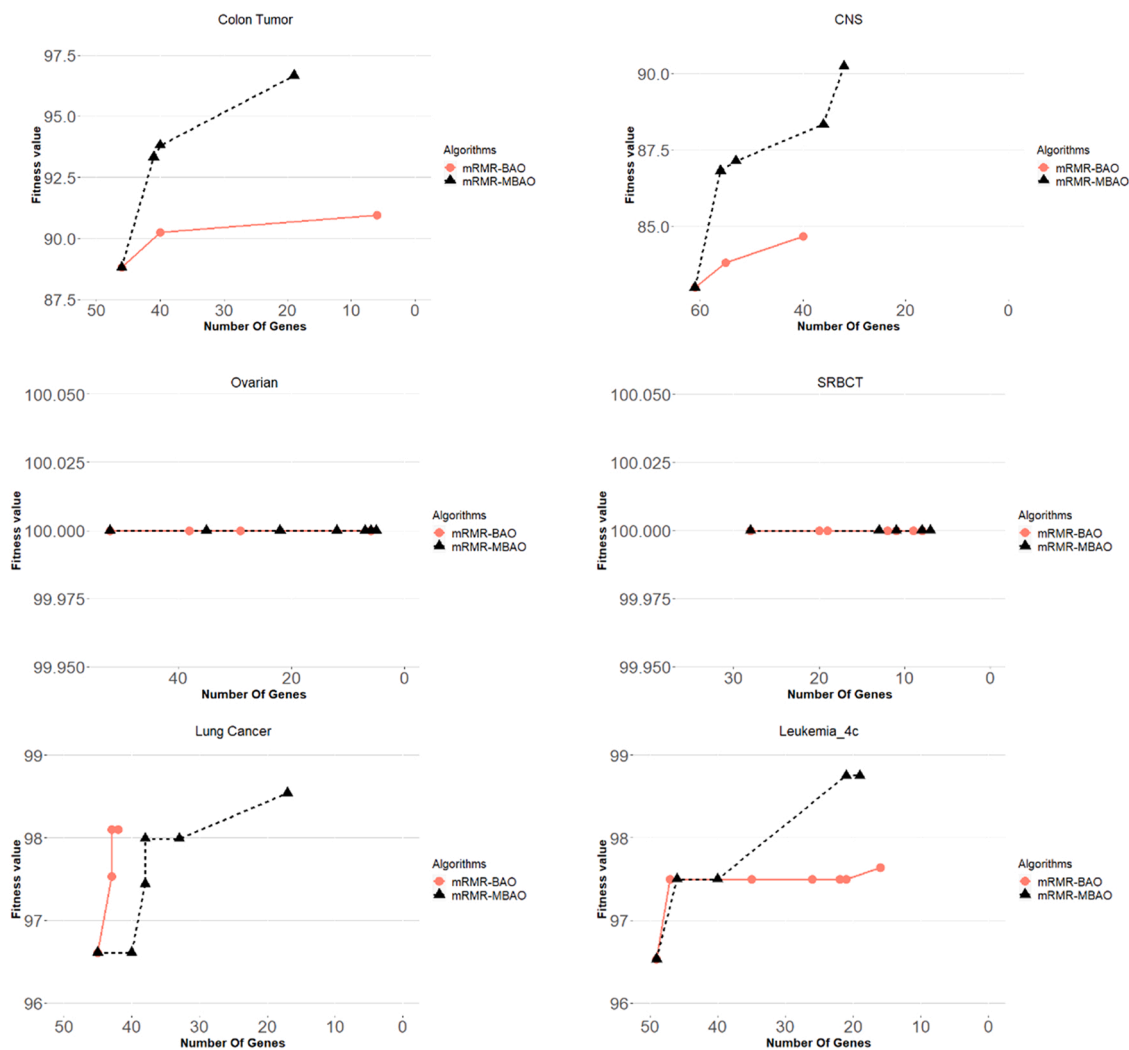 Colon Tumor
97.5
95.0
92.5
90.0
87.5
Fitness value
50 40 30 20 10 0
Number Of Genes
Algorithms
mRMR-BAO
mRMR-MBAO
CNS
90.0
87.5
85.0
Fitness value
60 40 20 0
Number Of Genes
Algorithms
mRMR-BAO
mRMR-MBAO
Ovarian
100.050
100.025
100.000
99.975
99.950
Fitness value
40 20 0
Number Of Genes
Algorithms
mRMR-BAO
mRMR-MBAO
SRBCT
100.050
100.025
100.000
99.975
99.950
Fitness value
30 20 10 0
Number Of Genes
Algorithms
mRMR-BAO
mRMR-MBAO
Lung Cancer
99
98
97
96
Fitness value
50 40 30 20 10 0
Number Of Genes
Algorithms
mRMR-BAO
mRMR-MBAO
Leukemia_4c
99
98
97
96
Fitness value
50 40 30 20 10 0
Number Of Genes
Algorithms
mRMR-BAO
mRMR-MBAO